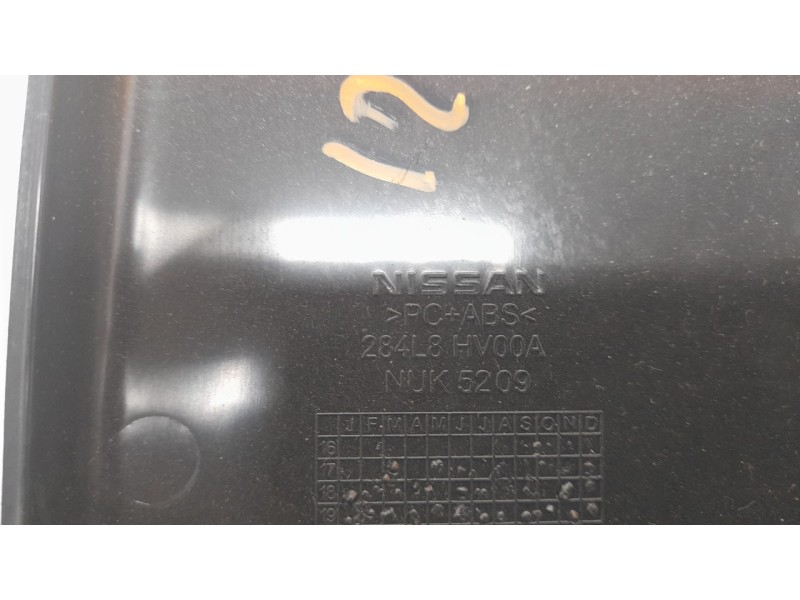 12
NISSAN
>PC+ABS<
284L8 HV00A
NUK 5209
J F M A M J J A S O N D
16
17
18
19